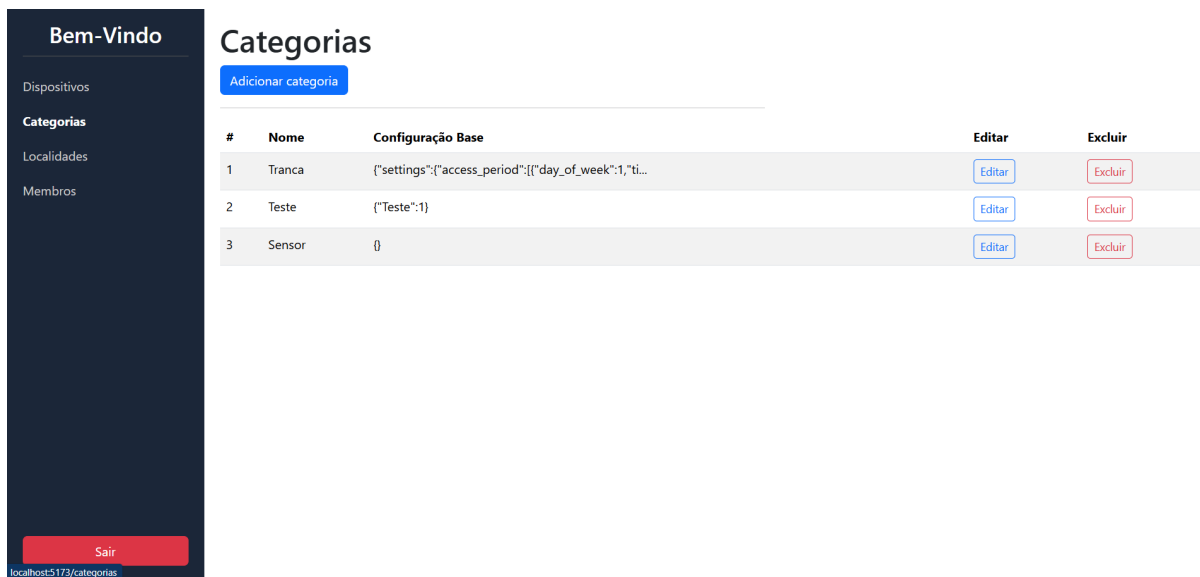 Bem-Vindo
Dispositivos
Categorias
Localidades
Membros
Sair
localhost:5173/categorias
Categorias
Adicionar categoria
# Nome Configuração Base Editar Excluir
1 Tranca {"settings":{"access_period":[{"day_of_week":1,"ti... Editar Excluir
2 Teste {"Teste":1} Editar Excluir
3 Sensor {} Editar Excluir